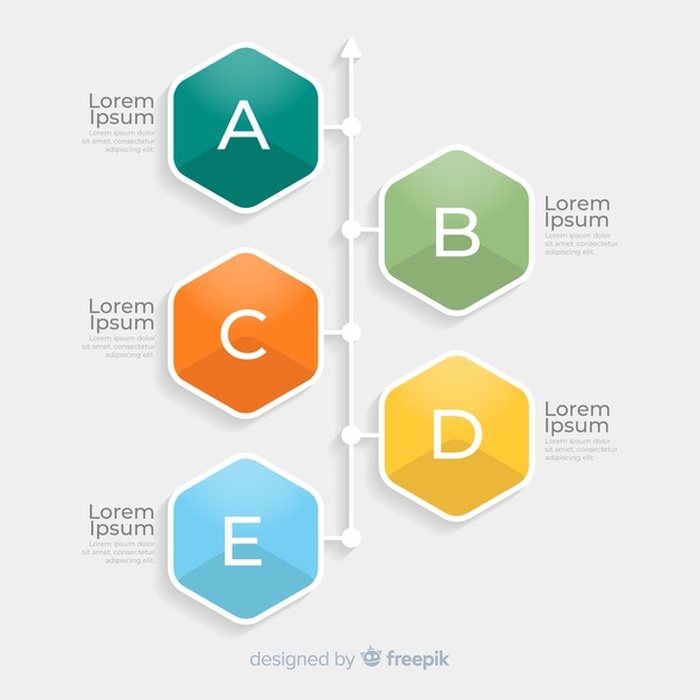 A
Lorem
Ipsum
Lorem ipsum dolor
sit amet, consectetur
adipiscing elit.
B
Lorem
Ipsum
Lorem ipsum dolor
sit amet, consectetur
adipiscing elit.
C
Lorem
Ipsum
Lorem ipsum dolor
sit amet, consectetur
adipiscing elit.
D
Lorem
Ipsum
Lorem ipsum dolor
sit amet, consectetur
adipiscing elit.
E
Lorem
Ipsum
Lorem ipsum dolor
sit amet, consectetur
adipiscing elit.
designed by freepik